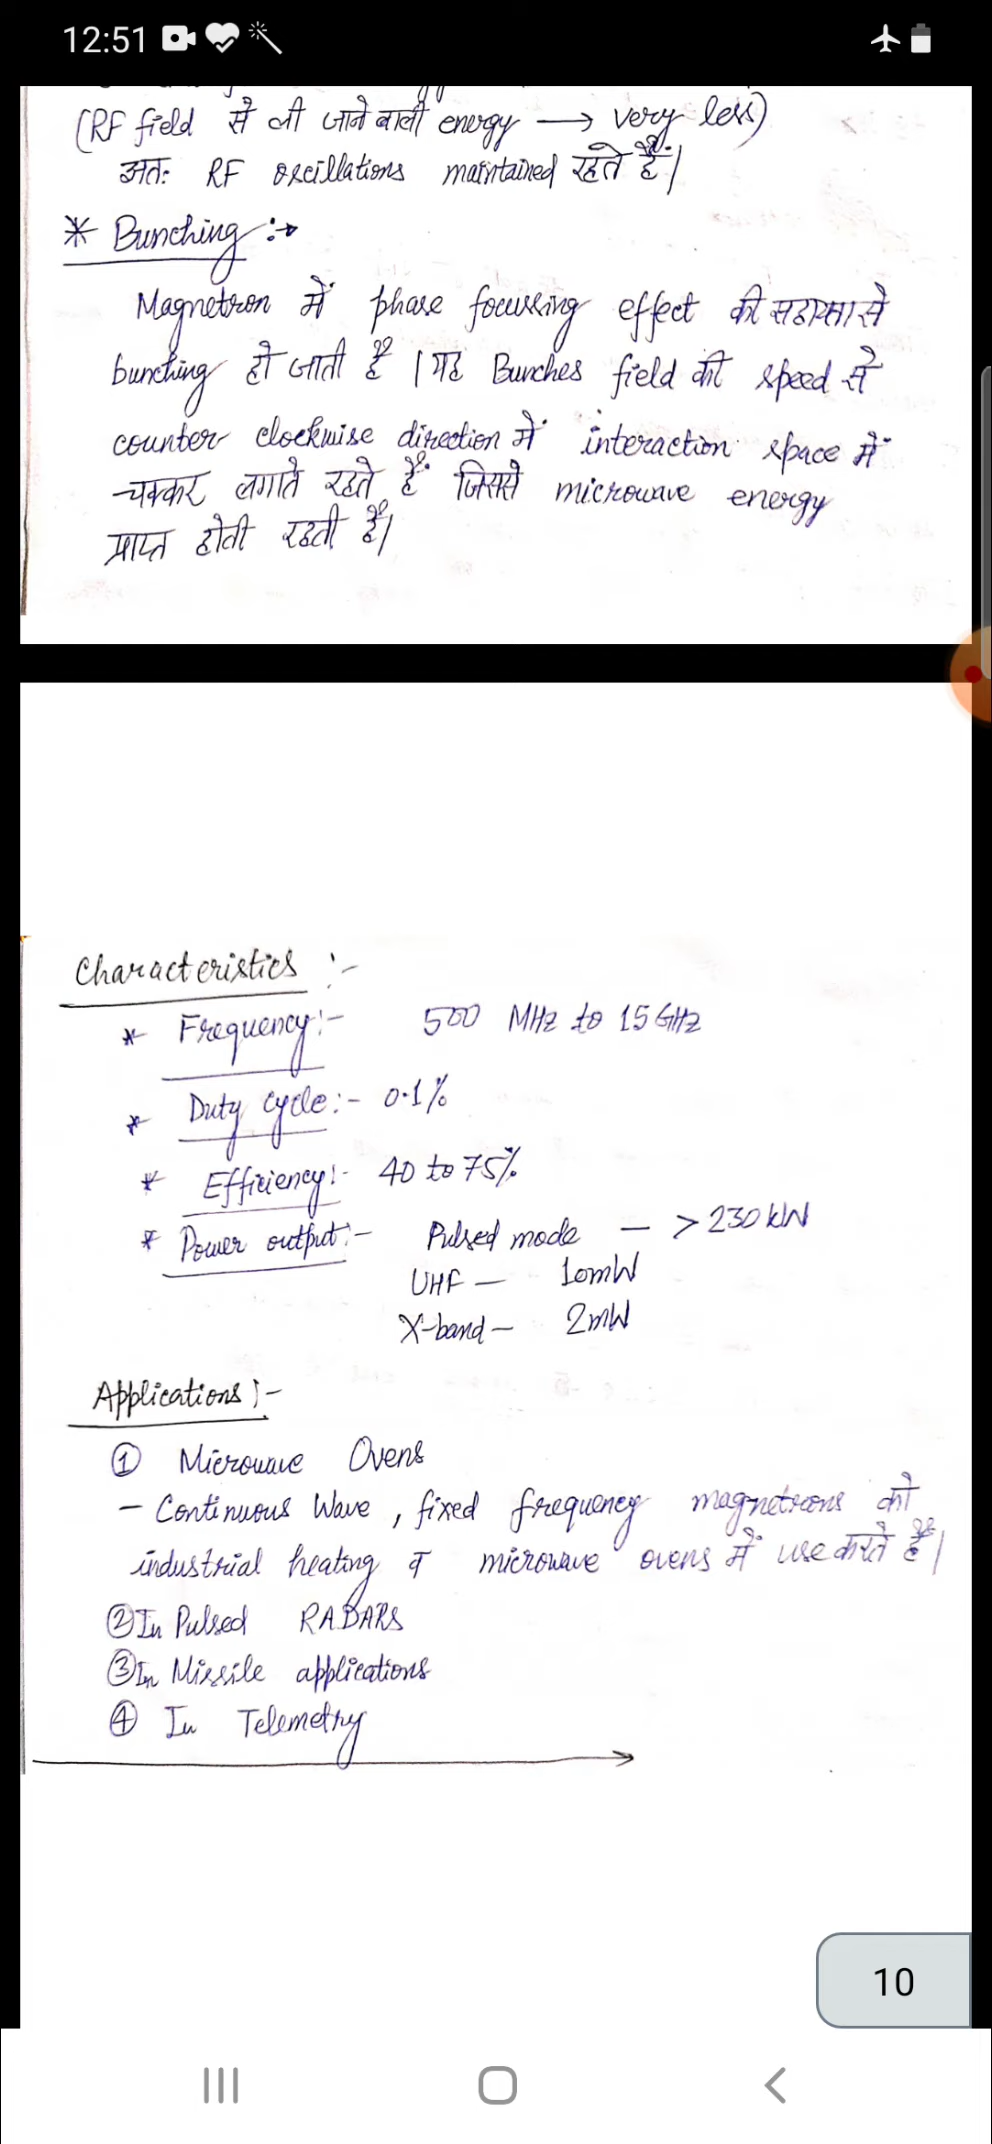 12:51
(RF field से ली जाने वाली energy → very less)
अतः RF oscillations maintained रहते हैं।
* Bunching :→
Magnetron में phase focussing effect की सहायता से
bunching हो जाती है । यह Bunches field की speed से
counter clockwise direction में interaction space में
चक्कर लगाते रहते हैं जिससे microwave energy
प्राप्त होती रहती हैं।
Characteristics :-
* Frequency:- 500 MHz to 15 GHz
* Duty Cycle:- 0.1%
* Efficiency:- 40 to 75%
* Power output:- Pulsed mode — > 230 kW
UHF — 10mW
X-band — 2mW
Applications :-
① Microwave Ovens
- Continuous Wave , fixed frequency magnetrons को
industrial heating व microwave ovens में use करते हैं।
② In Pulsed RADARS
③ In Missile applications
④ In Telemetry
10